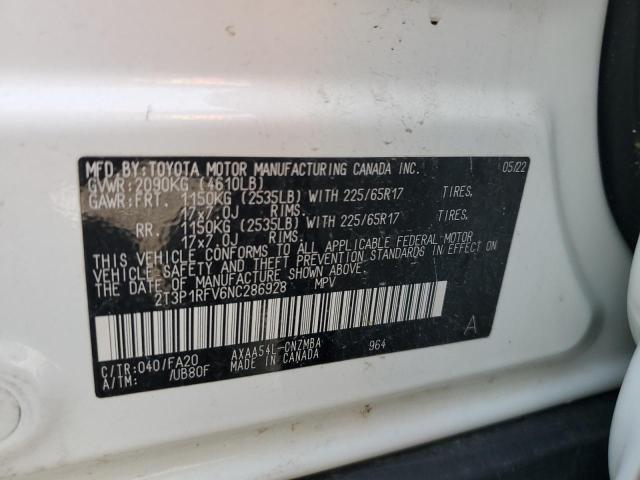 MFD.BY:TOYOTA MOTOR MANUFACTURING CANADA INC. 05/22
GVWR:2090KG (4610LB)
GAWR:FRT. 1150KG (2535LB) WITH 225/65R17 TIRES,
17x7.0J RIMS,
RR. 1150KG (2535LB) WITH 225/65R17 TIRES,
17x7.0J RIMS.
THIS VEHICLE CONFORMS TO ALL APPLICABLE FEDERAL MOTOR
VEHICLE SAFETY AND THEFT PREVENTION STANDARDS IN EFFECT ON
THE DATE OF MANUFACTURE SHOWN ABOVE.
2T3P1RFV6NC286928 MPV
C/TR:040/FA20 AXAA54L-CNZMBA 964 A
A/TM: /UB80F MADE IN CANADA